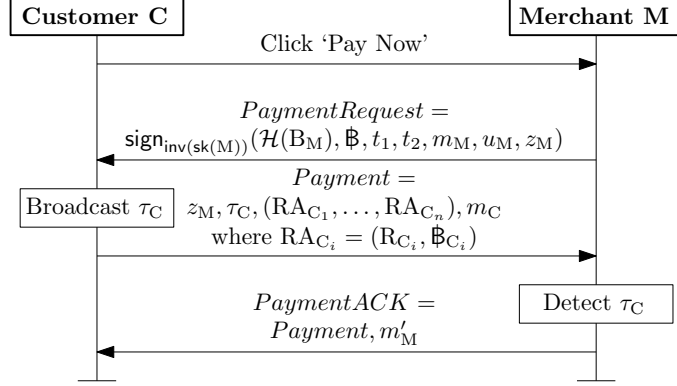 Customer C
Merchant M
Click ‘Pay Now’
PaymentRequest =
sign_inv(sk(M))(ℋ(B_M), ฿, t_1, t_2, m_M, u_M, z_M)
Payment =
Broadcast τ_C
z_M, τ_C, (RA_C_1, . . . , RA_C_n), m_C
where RA_C_i = (R_C_i, ฿_C_i)
PaymentACK =
Detect τ_C
Payment, m′_M